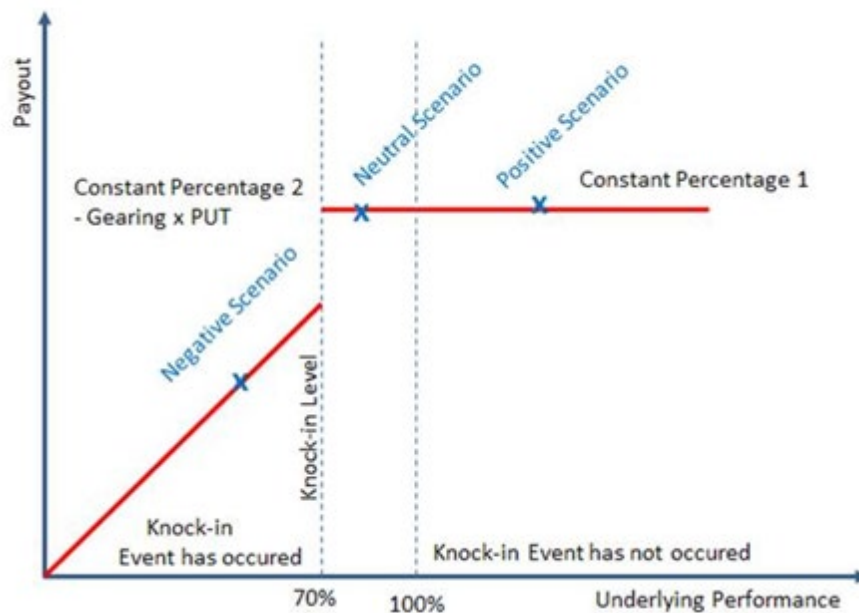 Payout
Neutral Scenario
Positive Scenario
Constant Percentage 2
- Gearing x PUT
Constant Percentage 1
Negative Scenario
Knock-in Level
Knock-in
Event has occured
Knock-in Event has not occured
70%
100%
Underlying Performance